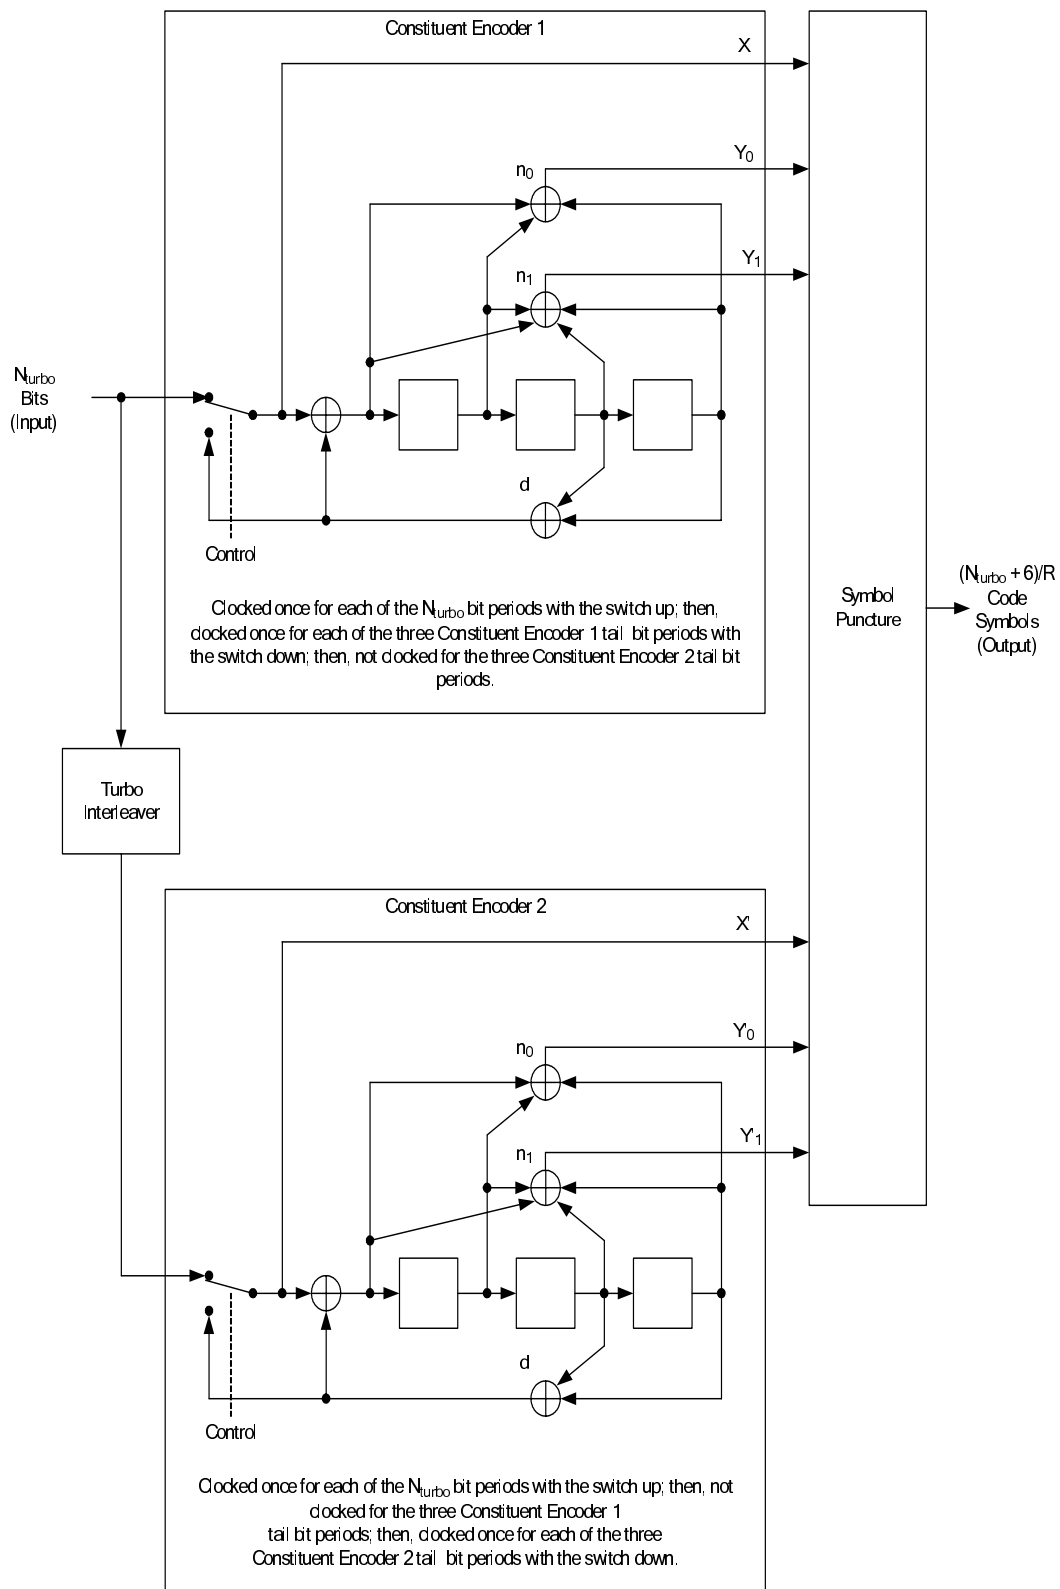 Constituent Encoder 1
X
Y0
n0
Y1
n1
Nturbo
Bits
(Input)
d
Control
Clocked once for each of the Nturbo bit periods with the switch up; then,
clocked once for each of the three Constituent Encoder 1 tail bit periods with
the switch down; then, not clocked for the three Constituent Encoder 2 tail bit
periods.
Symbol
Puncture
(Nturbo + 6)/R
Code
Symbols
(Output)
Turbo
Interleaver
Constituent Encoder 2
X'
Y'0
n0
Y'1
n1
d
Control
Clocked once for each of the Nturbo bit periods with the switch up; then, not
clocked for the three Constituent Encoder 1
tail bit periods; then, clocked once for each of the three
Constituent Encoder 2 tail bit periods with the switch down.